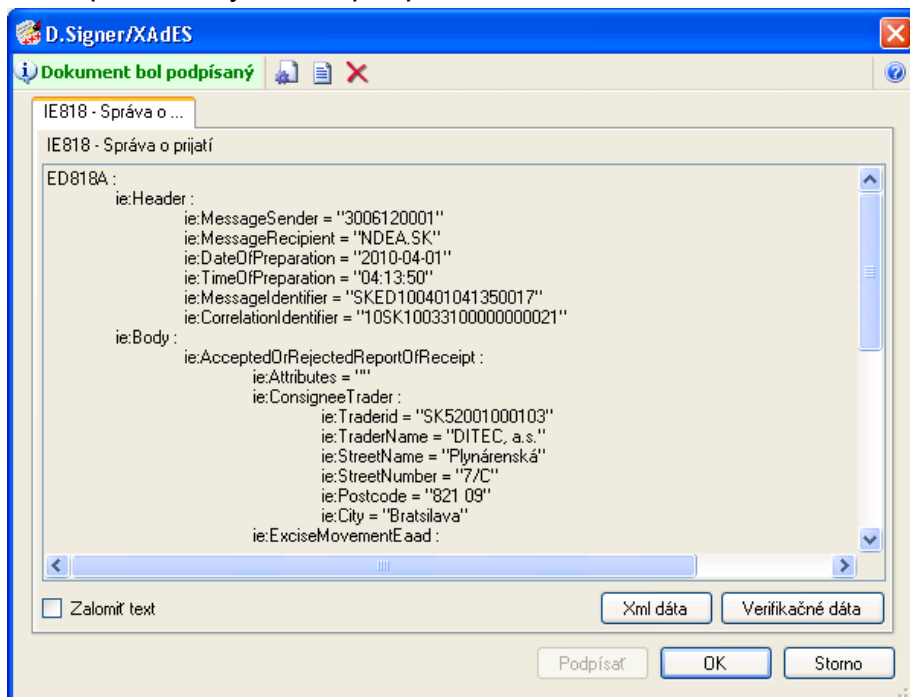 D.Signer/XAdES
Dokument bol podpísaný
IE818 - Správa o ...
IE818 - Správa o prijatí
ED818A :
ie:Header :
ie:MessageSender = "3006120001"
ie:MessageRecipient = "NDEA.SK"
ie:DateOfPreparation = "2010-04-01"
ie:TimeOfPreparation = "04:13:50"
ie:MessageIdentifier = "SKED100401041350017"
ie:CorrelationIdentifier = "10SK10033100000000021"
ie:Body :
ie:AcceptedOrRejectedReportOfReceipt :
ie:Attributes = ""
ie:ConsigneeTrader :
ie:Traderid = "SK52001000103"
ie:TraderName = "DITEC, a.s."
ie:StreetName = "Plynárenská"
ie:StreetNumber = "7/C"
ie:Postcode = "821 09"
ie:City = "Bratsilava"
ie:ExciseMovementEaad :
Zalomiť text
Xml dáta
Verifikačné dáta
Podpísať
OK
Storno